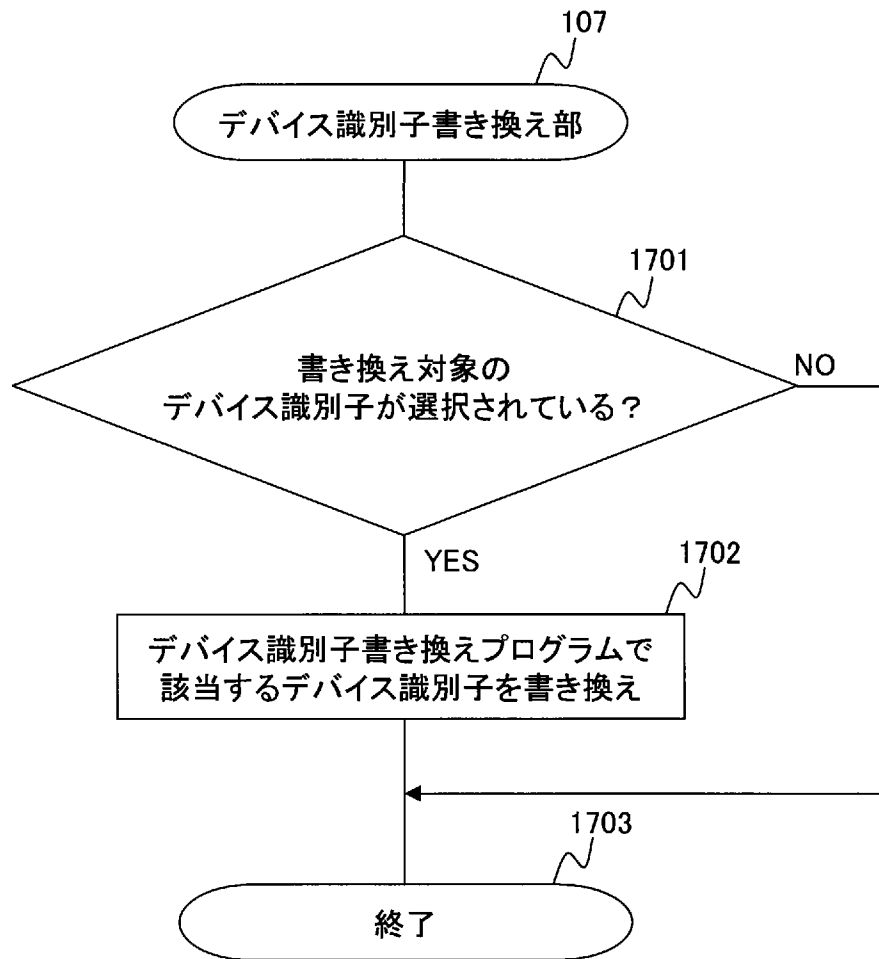 107
デバイス識別子書き換え部
1701
書き換え対象の
デバイス識別子が選択されている？
NO
YES
1702
デバイス識別子書き換えプログラムで
該当するデバイス識別子を書き換え
1703
終了